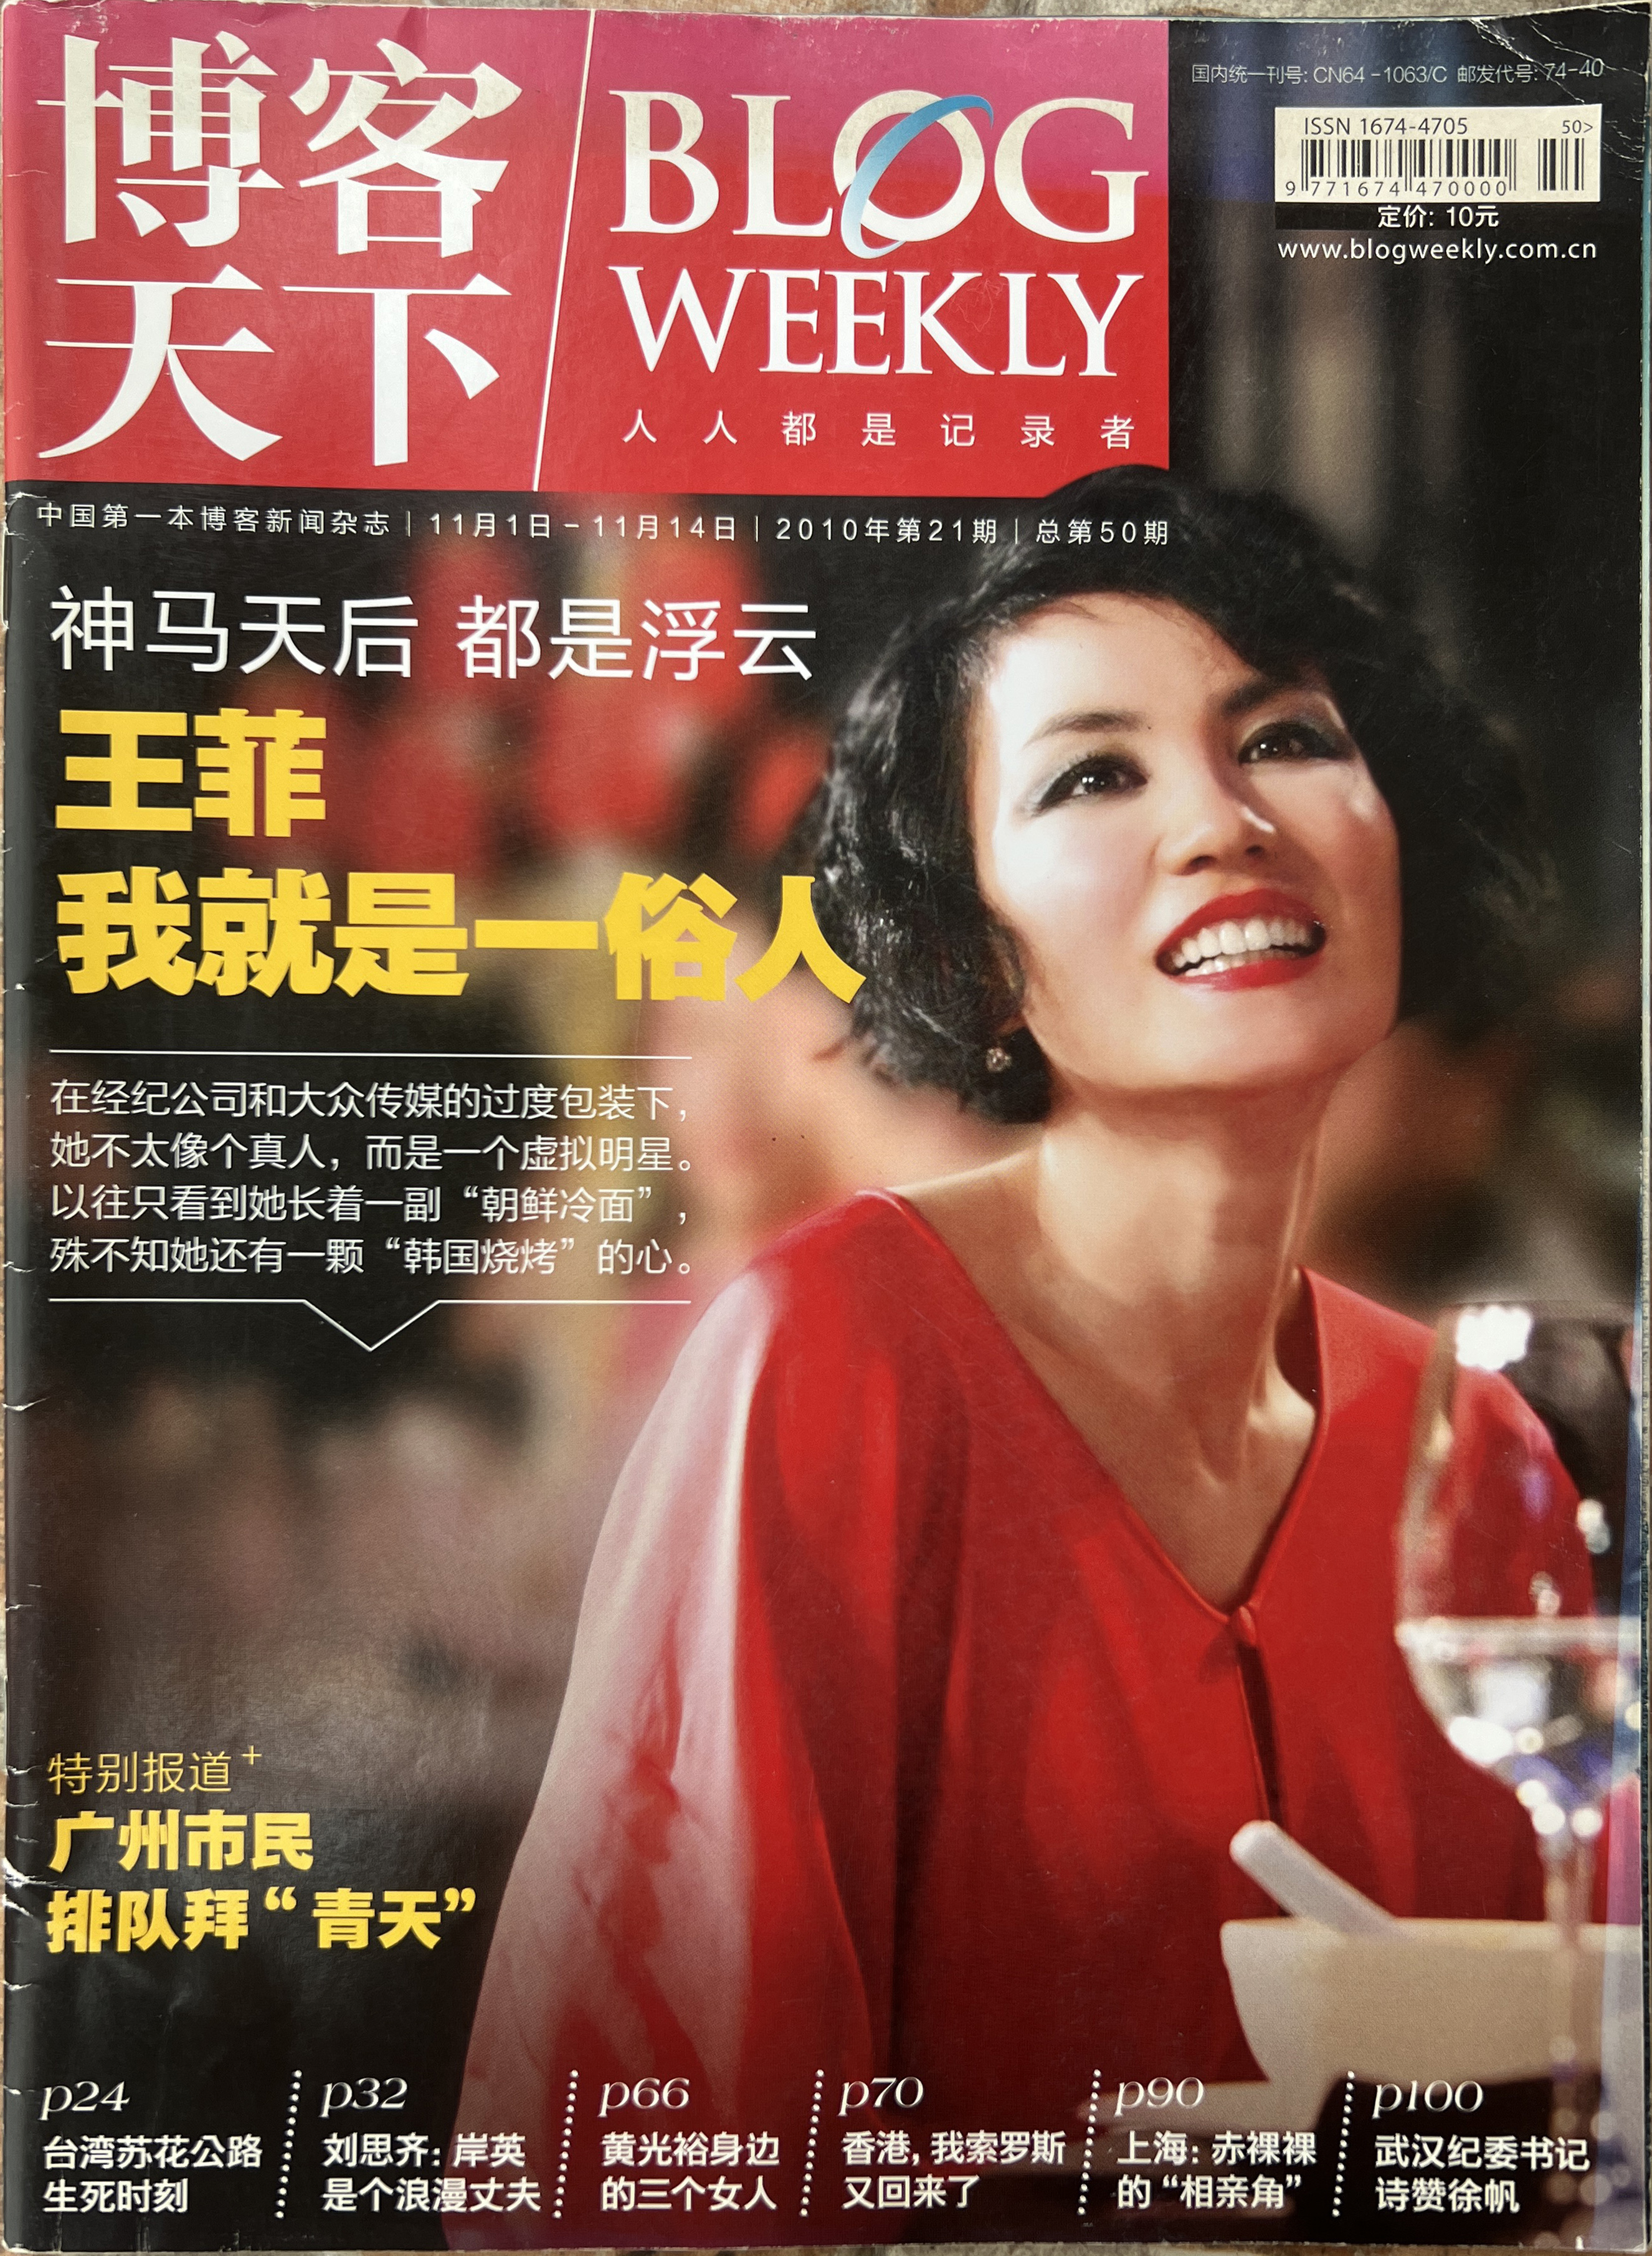 博客
天下
BLOG
WEEKLY
人人都是记录者
国内统一刊号: CN64-1063/C 邮发代号: 74-40
ISSN 1674-4705 50>
9 771674 470000
定价: 10元
www.blogweekly.com.cn
中国第一本博客新闻杂志 | 11月1日-11月14日 | 2010年第21期 | 总第50期
神马天后 都是浮云
王菲
我就是一俗人
在经纪公司和大众传媒的过度包装下，
她不太像个真人，而是一个虚拟明星。
以往只看到她长着一副“朝鲜冷面”，
殊不知她还有一颗“韩国烧烤”的心。
特别报道+
广州市民
排队拜“青天”
p24
台湾苏花公路
生死时刻
p32
刘思齐: 岸英
是个浪漫丈夫
p66
黄光裕身边
的三个女人
p70
香港, 我索罗斯
又回来了
p90
上海: 赤裸裸
的“相亲角”
p100
武汉纪委书记
诗赞徐帆